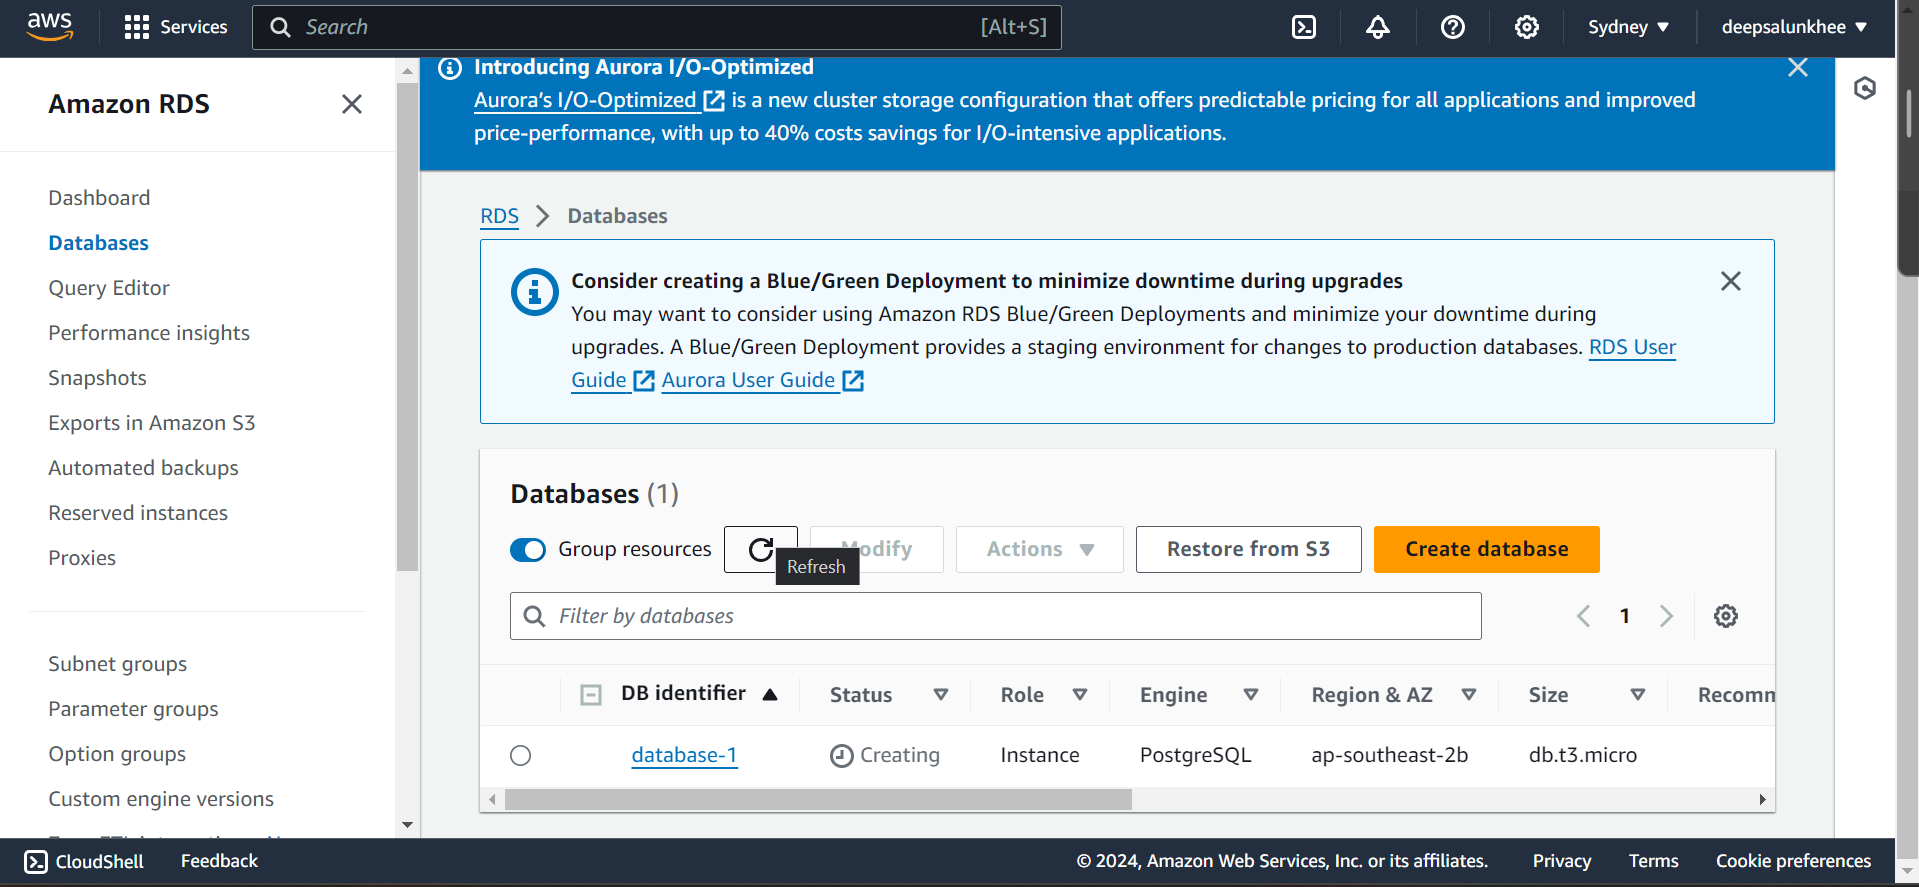 aws
Services
Search
[Alt+S]
Sydney
deepsalunkhee
Amazon RDS
Dashboard
Databases
Query Editor
Performance insights
Snapshots
Exports in Amazon S3
Automated backups
Reserved instances
Proxies
Subnet groups
Parameter groups
Option groups
Custom engine versions
Introducing Aurora I/O-Optimized
Aurora's I/O-Optimized is a new cluster storage configuration that offers predictable pricing for all applications and improved
price-performance, with up to 40% costs savings for I/O-intensive applications.
RDS Databases
Consider creating a Blue/Green Deployment to minimize downtime during upgrades
You may want to consider using Amazon RDS Blue/Green Deployments and minimize your downtime during
upgrades. A Blue/Green Deployment provides a staging environment for changes to production databases. RDS User
Guide Aurora User Guide
Databases (1)
Group resources
Refresh
Modify
Actions
Restore from S3
Create database
Filter by databases
1
DB identifier Status Role Engine Region & AZ Size Recomm
database-1 Creating Instance PostgreSQL ap-southeast-2b db.t3.micro
CloudShell Feedback © 2024, Amazon Web Services, Inc. or its affiliates. Privacy Terms Cookie preferences